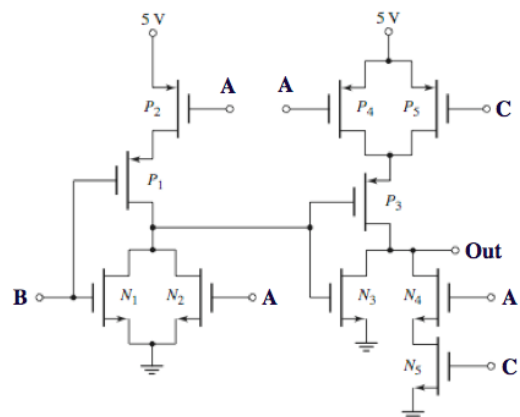 5 V 5 V
A A
P₂ P₄ P₅ C
P₁ P₃
Out
B N₁ N₂ A N₃ N₄ A
N₅ C